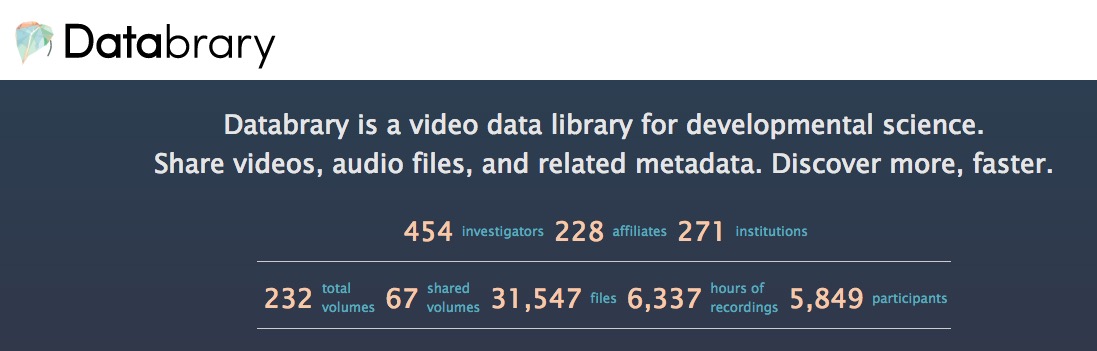 Databrary
Databrary is a video data library for developmental science.
Share videos, audio files, and related metadata. Discover more, faster.
454 investigators 228 affiliates 271 institutions
232 total volumes 67 shared volumes 31,547 files 6,337 hours of recordings 5,849 participants